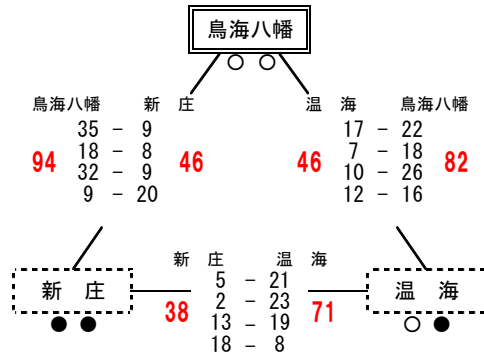 鳥海八幡
○ ○
鳥海八幡 新 庄
35 - 9
18 - 8
32 - 9
9 - 20
94 46
温 海 鳥海八幡
17 - 22
7 - 18
10 - 26
12 - 16
46 82
新 庄 温 海
5 - 21
2 - 23
13 - 19
18 - 8
38 71
新 庄
● ●
温 海
○ ●